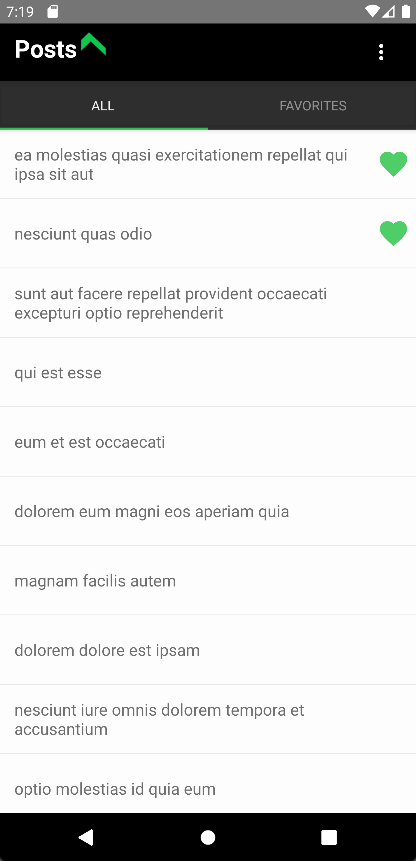 7:19
Posts
ALL
FAVORITES
ea molestias quasi exercitationem repellat qui
ipsa sit aut
nesciunt quas odio
sunt aut facere repellat provident occaecati
excepturi optio reprehenderit
qui est esse
eum et est occaecati
dolorem eum magni eos aperiam quia
magnam facilis autem
dolorem dolore est ipsam
nesciunt iure omnis dolorem tempora et
accusantium
optio molestias id quia eum